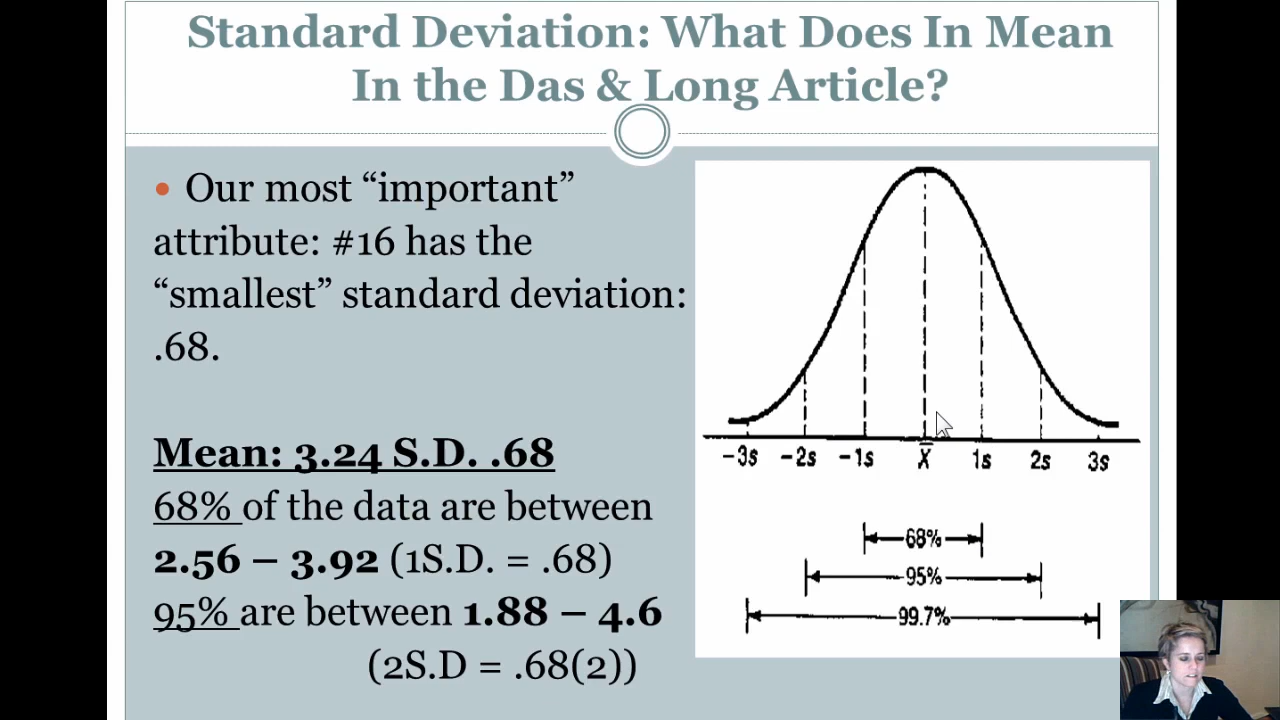 Standard Deviation: What Does In Mean
In the Das & Long Article?
• Our most “important”
attribute: #16 has the
“smallest” standard deviation:
.68.
Mean: 3.24 S.D. .68
68% of the data are between
2.56 – 3.92 (1S.D. = .68)
95% are between 1.88 – 4.6
(2S.D = .68(2))
-3s -2s -1s X̄ 1s 2s 3s
68%
95%
99.7%